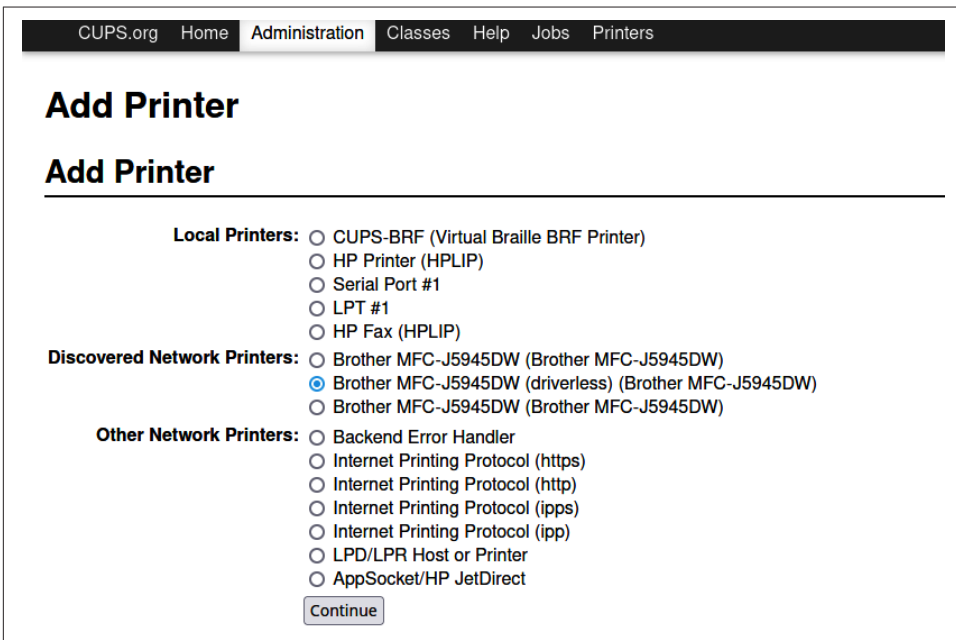 CUPS.org Home Administration Classes Help Jobs Printers
Add Printer
Add Printer
Local Printers: CUPS-BRF (Virtual Braille BRF Printer)
HP Printer (HPLIP)
Serial Port #1
LPT #1
HP Fax (HPLIP)
Discovered Network Printers: Brother MFC-J5945DW (Brother MFC-J5945DW)
Brother MFC-J5945DW (driverless) (Brother MFC-J5945DW)
Brother MFC-J5945DW (Brother MFC-J5945DW)
Other Network Printers: Backend Error Handler
Internet Printing Protocol (https)
Internet Printing Protocol (http)
Internet Printing Protocol (ipps)
Internet Printing Protocol (ipp)
LPD/LPR Host or Printer
AppSocket/HP JetDirect
Continue